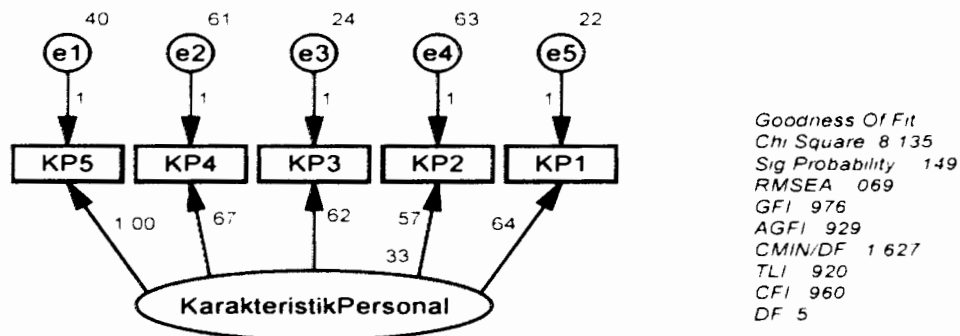 40 61 24 63 22
e1 e2 e3 e4 e5
1 1 1 1 1
KP5 KP4 KP3 KP2 KP1
1 00 67 62 57 64
33
KarakteristikPersonal
Goodness Of Fit
Chi Square 8 135
Sig Probability 149
RMSEA 069
GFI 976
AGFI 929
CMIN/DF 1 627
TLI 920
CFI 960
DF 5